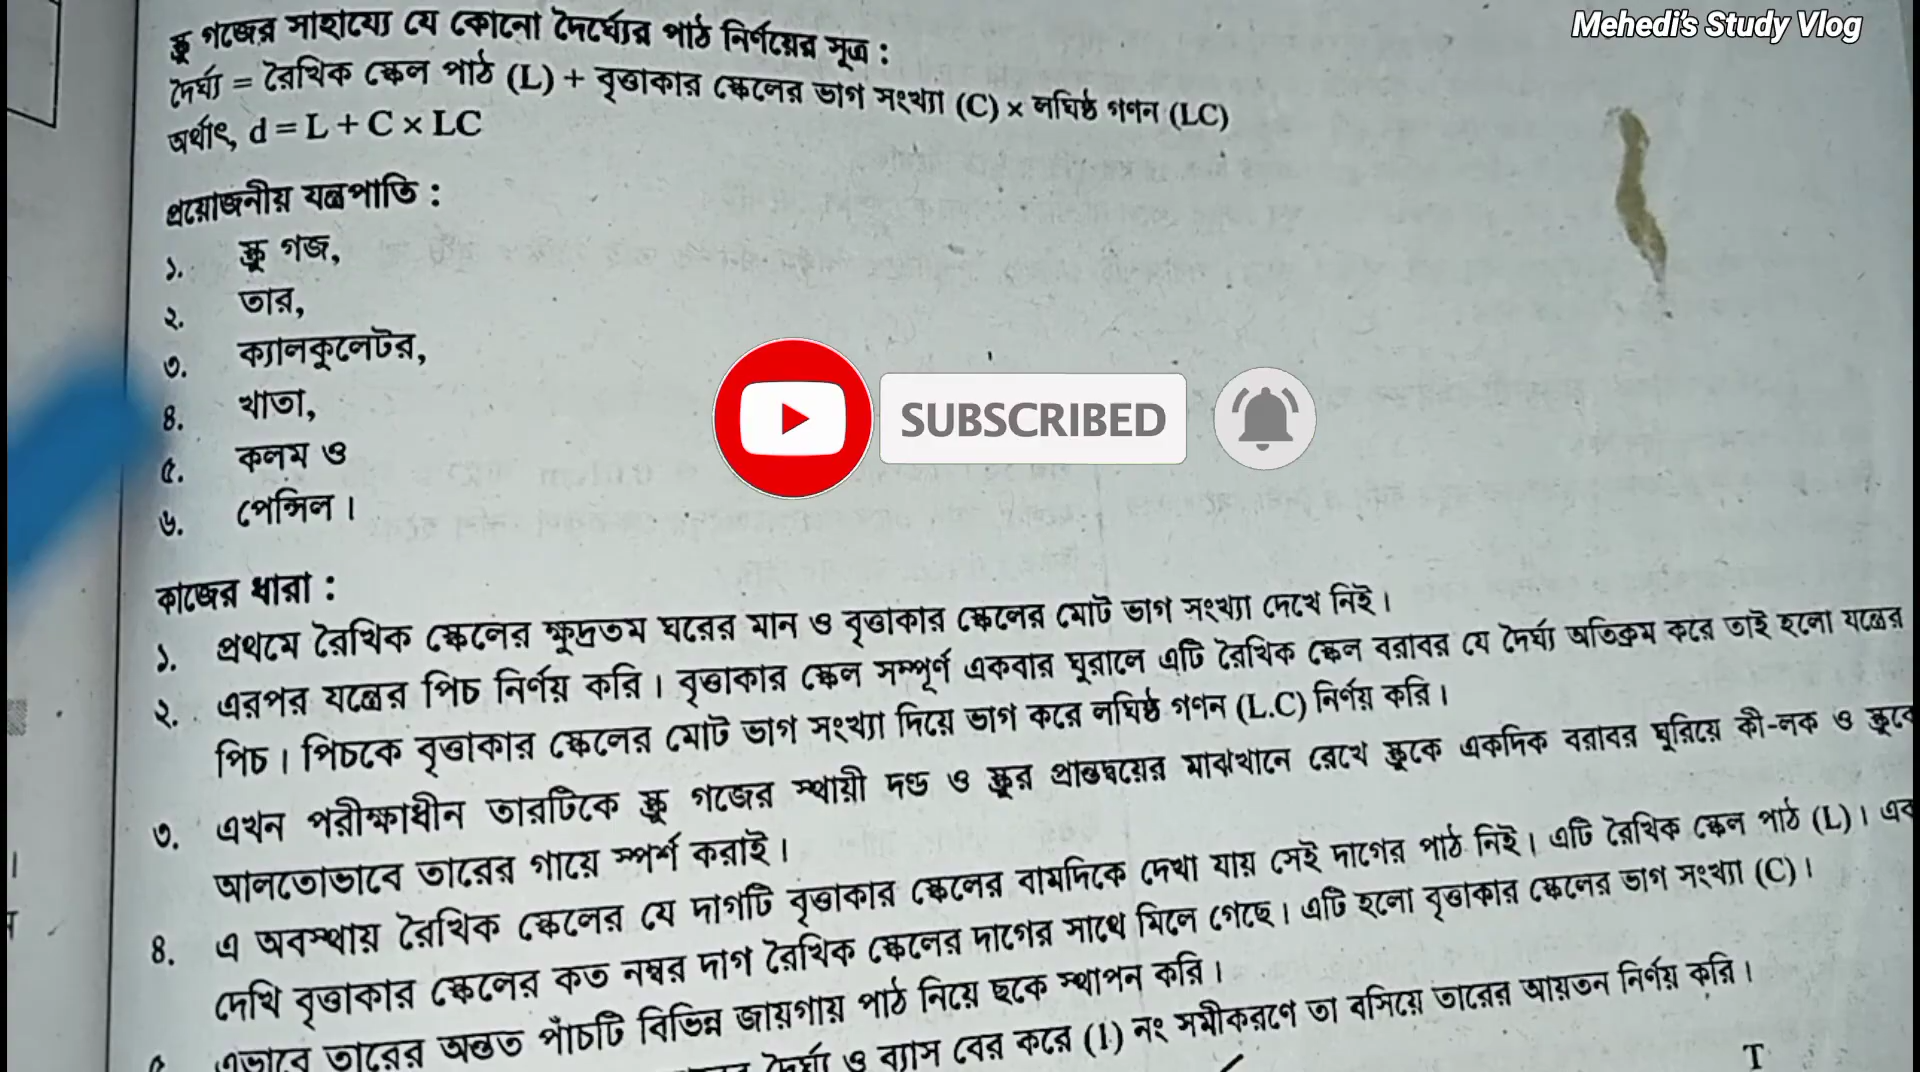 Mehedi's Study Vlog
স্ক্রু গজের সাহায্যে যে কোনো দৈর্ঘ্যের পাঠ নির্ণয়ের সূত্র :
দৈর্ঘ্য = রৈখিক স্কেল পাঠ (L) + বৃত্তাকার স্কেলের ভাগ সংখ্যা (C) × লঘিষ্ঠ গণন (LC)
অর্থাৎ, d = L + C × LC
প্রয়োজনীয় যন্ত্রপাতি :
১. স্ক্রু গজ,
২. তার,
৩. ক্যালকুলেটর,
৪. খাতা,
৫. কলম ও
৬. পেন্সিল।
SUBSCRIBED
কাজের ধারা :
১. প্রথমে রৈখিক স্কেলের ক্ষুদ্রতম ঘরের মান ও বৃত্তাকার স্কেলের মোট ভাগ সংখ্যা দেখে নিই।
২. এরপর যন্ত্রের পিচ নির্ণয় করি। বৃত্তাকার স্কেল সম্পূর্ণ একবার ঘুরালে এটি রৈখিক স্কেল বরাবর যে দৈর্ঘ্য অতিক্রম করে তাই হলো যন্ত্রের
পিচ। পিচকে বৃত্তাকার স্কেলের মোট ভাগ সংখ্যা দিয়ে ভাগ করে লঘিষ্ঠ গণন (L.C) নির্ণয় করি।
৩. এখন পরীক্ষাধীন তারটিকে স্ক্রু গজের স্থায়ী দণ্ড ও স্ক্রুর প্রান্তদ্বয়ের মাঝখানে রেখে স্ক্রুকে একদিক বরাবর ঘুরিয়ে কী-লক ও
আলতোভাবে তারের গায়ে স্পর্শ করাই।
৪. এ অবস্থায় রৈখিক স্কেলের যে দাগটি বৃত্তাকার স্কেলের বামদিকে দেখা যায় সেই দাগের পাঠ নিই। এটি রৈখিক স্কেল পাঠ (L)।
দেখি বৃত্তাকার স্কেলের কত নম্বর দাগ রৈখিক স্কেলের দাগের সাথে মিলে গেছে। এটি হলো বৃত্তাকার স্কেলের ভাগ সংখ্যা (C)।
এভাবে তারের অন্তত পাঁচটি বিভিন্ন জায়গায় পাঠ নিয়ে ছকে স্থাপন করি।
দৈর্ঘ্য ও ব্যাস বের করে (1) নং সমীকরণে তা বসিয়ে তারের আয়তন নির্ণয় করি।
T